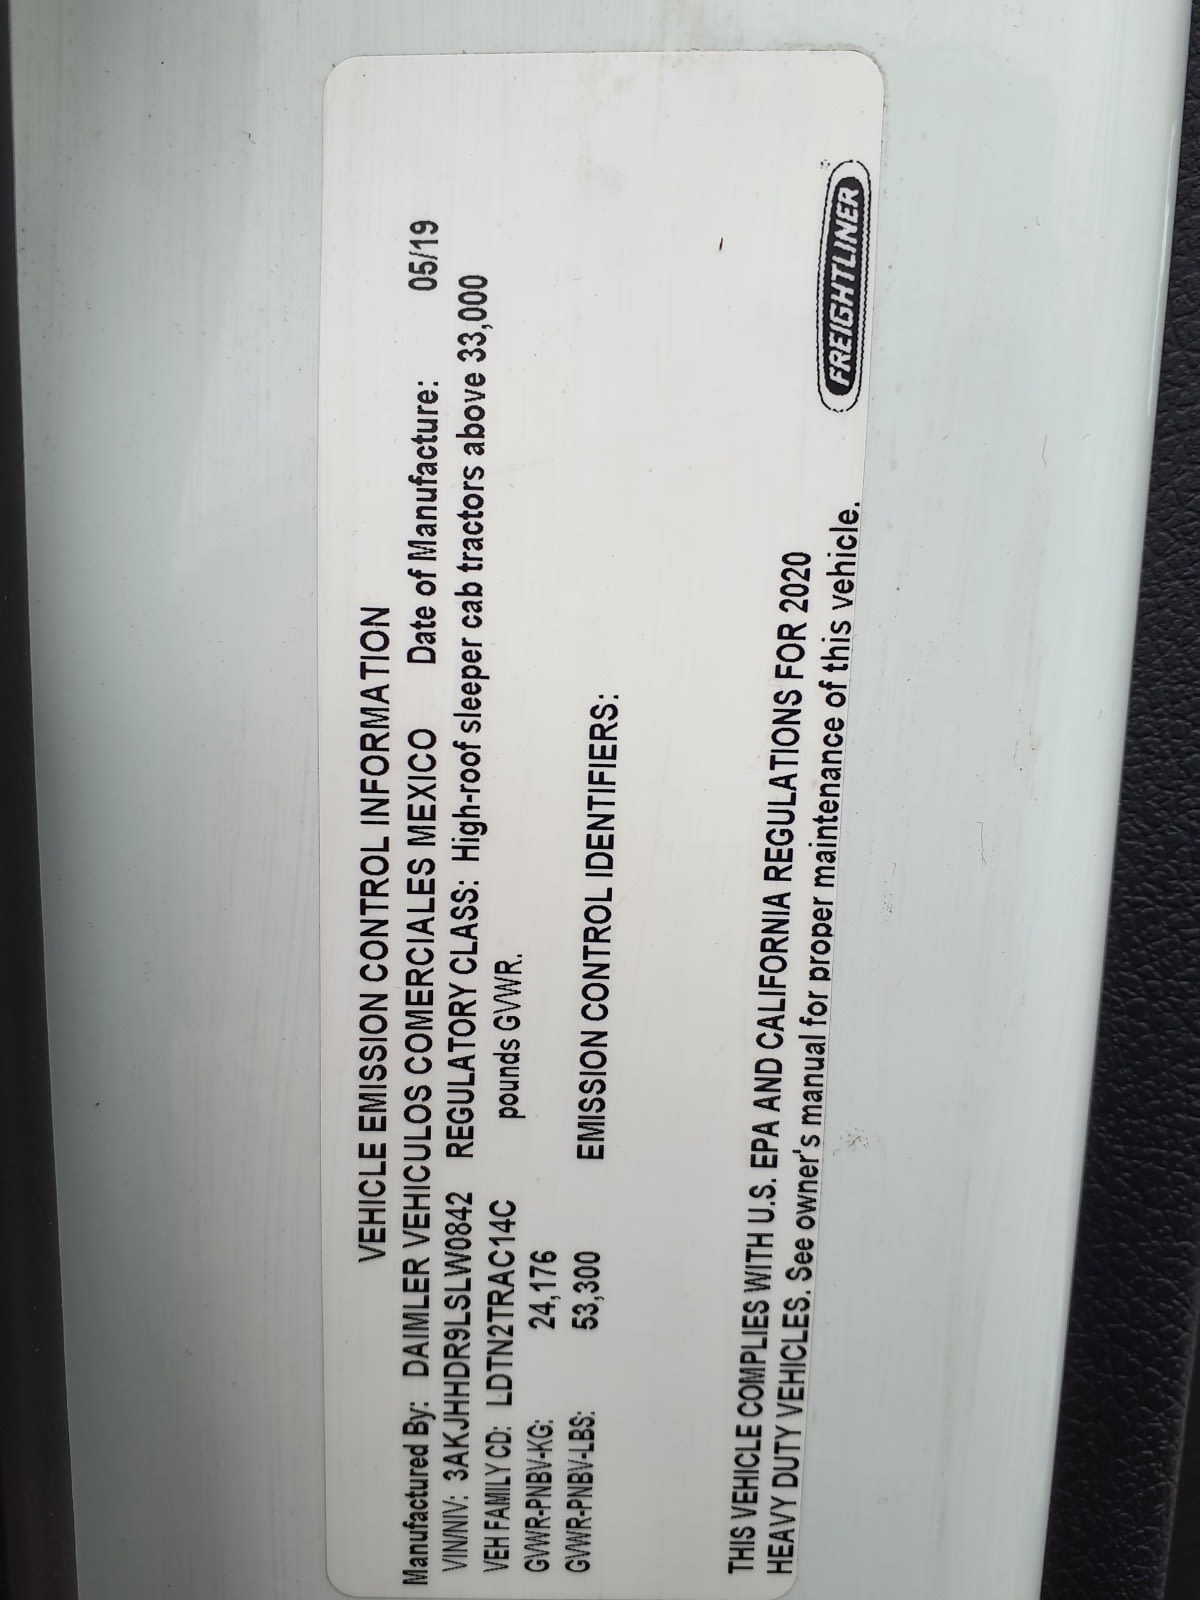 VEHICLE EMISSION CONTROL INFORMATION
Manufactured By: DAIMLER VEHICULOS COMERCIALES MEXICO Date of Manufacture: 05/19
VIN/NIV: 3AKJHHDR9LSLW0842 REGULATORY CLASS: High-roof sleeper cab tractors above 33,000
VEH FAMILY CD: LDTN2TRAC14C pounds GVWR.
GVWR-PNBV-KG: 24,176
GVWR-PNBV-LBS: 53,300 EMISSION CONTROL IDENTIFIERS:
THIS VEHICLE COMPLIES WITH U.S. EPA AND CALIFORNIA REGULATIONS FOR 2020
HEAVY DUTY VEHICLES. See owner's manual for proper maintenance of this vehicle.
FREIGHTLINER